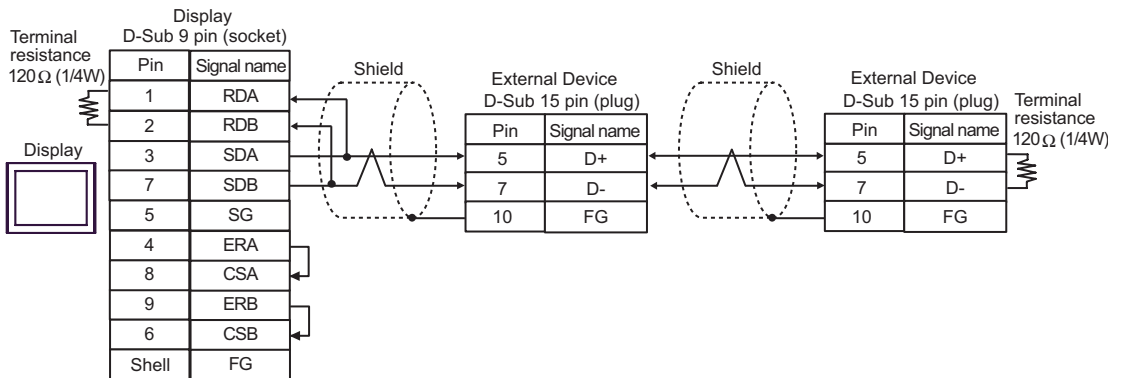 Display
D-Sub 9 pin (socket)
Terminal
resistance
120Ω (1/4W)
Pin Signal name
1 RDA
2 RDB
3 SDA
7 SDB
5 SG
4 ERA
8 CSA
9 ERB
6 CSB
Shell FG
Display
Shield
External Device
D-Sub 15 pin (plug)
Pin Signal name
5 D+
7 D-
10 FG
Shield
External Device
D-Sub 15 pin (plug)
Pin Signal name
5 D+
7 D-
10 FG
Terminal
resistance
120Ω (1/4W)